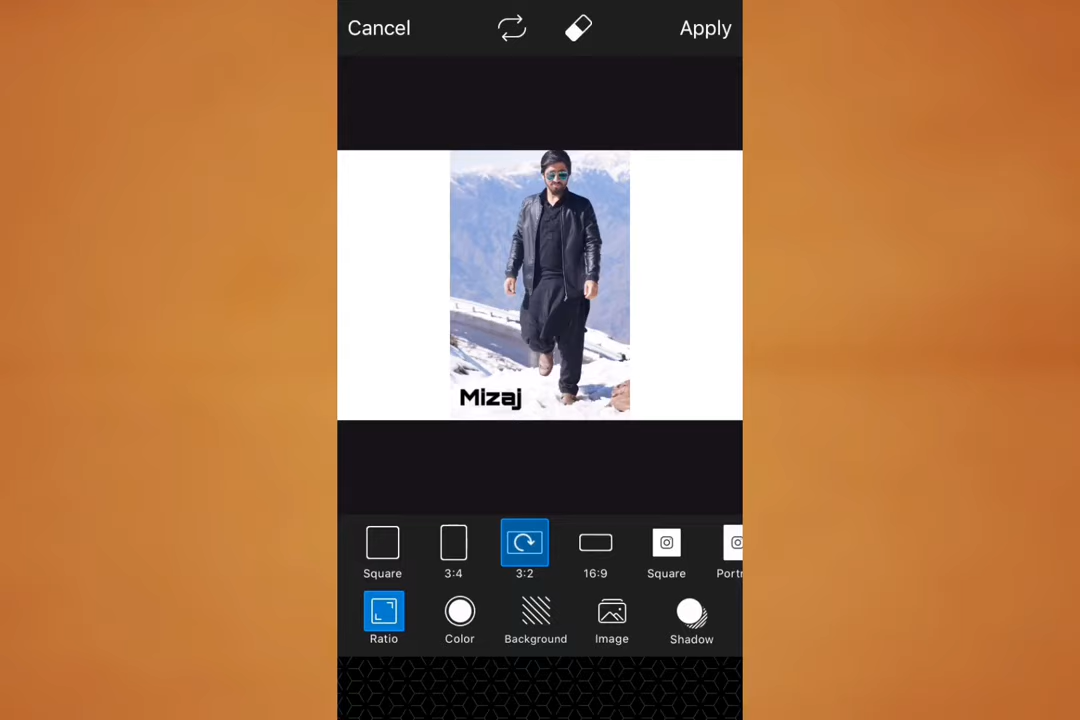 Cancel Apply
Mizaj
Square 3:4 3:2 16:9 Square Portr
Ratio Color Background Image Shadow